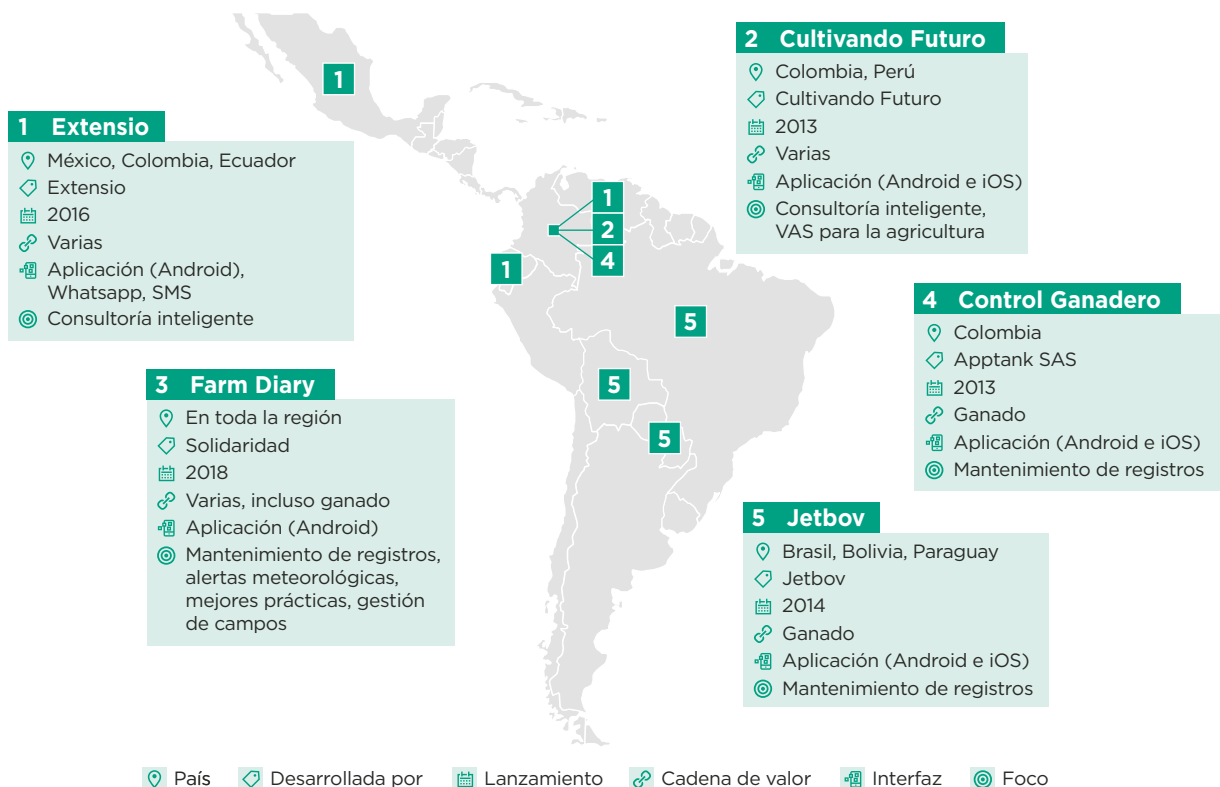 1 Extensio
México, Colombia, Ecuador
Extensio
2016
Varias
Aplicación (Android),
Whatsapp, SMS
Consultoría inteligente
2 Cultivando Futuro
Colombia, Perú
Cultivando Futuro
2013
Varias
Aplicación (Android e iOS)
Consultoría inteligente,
VAS para la agricultura
3 Farm Diary
En toda la región
Solidaridad
2018
Varias, incluso ganado
Aplicación (Android)
Mantenimiento de registros,
alertas meteorológicas,
mejores prácticas, gestión
de campos
4 Control Ganadero
Colombia
Apptank SAS
2013
Ganado
Aplicación (Android e iOS)
Mantenimiento de registros
5 Jetbov
Brasil, Bolivia, Paraguay
Jetbov
2014
Ganado
Aplicación (Android e iOS)
Mantenimiento de registros
1
1
2
4
1
5
5
5
País Desarrollada por Lanzamiento Cadena de valor Interfaz Foco